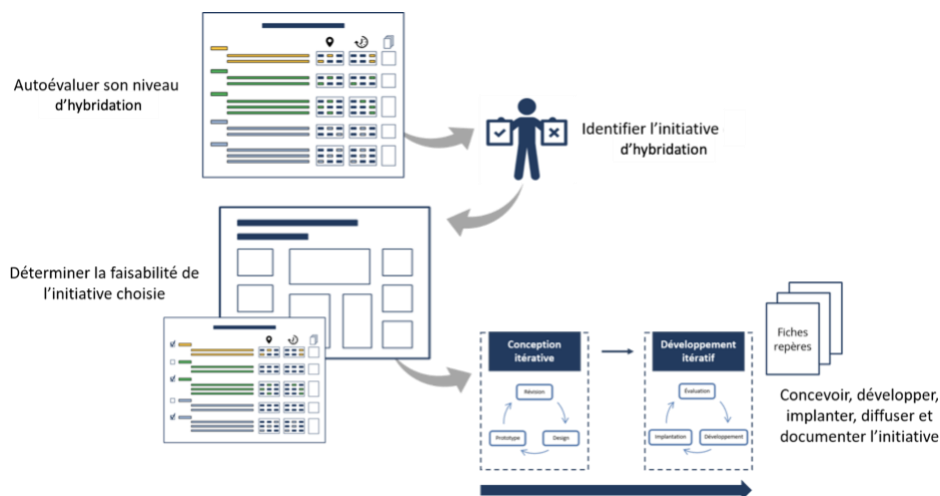 Autoévaluer son niveau
d'hybridation
Identifier l'initiative
d'hybridation
Déterminer la faisabilité de
l'initiative choisie
Conception
itérative
Révision
Prototype
Design
Développement
itératif
Évaluation
Implantation
Développement
Fiches
repères
Concevoir, développer,
implanter, diffuser et
documenter l'initiative